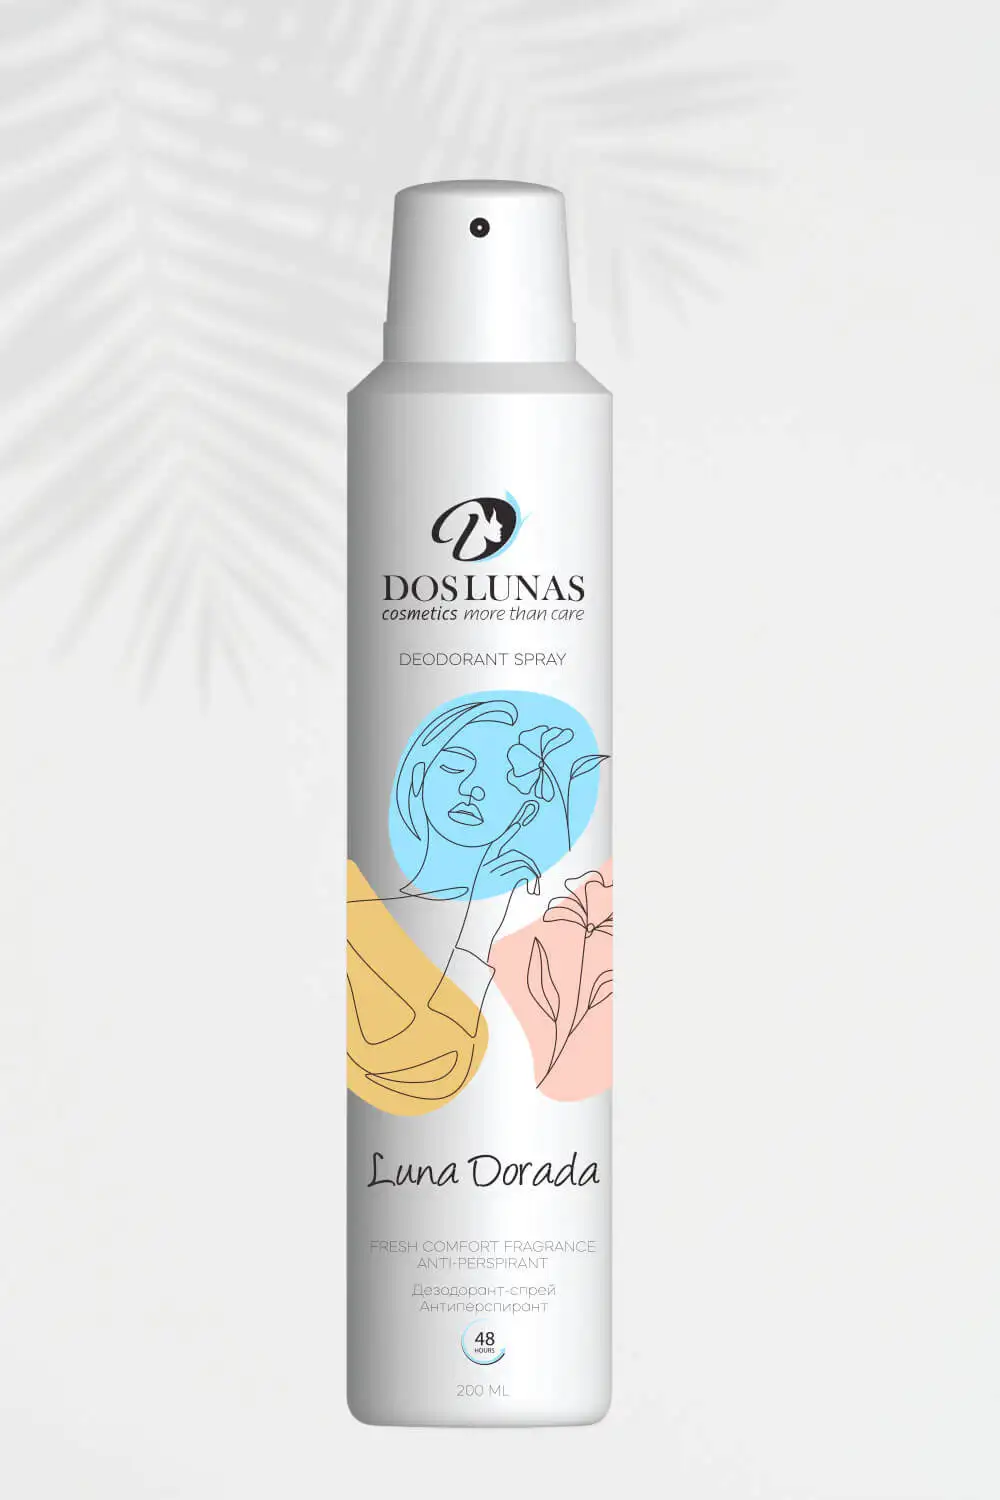 DOS LUNAS
cosmetics more than care
DEODORANT SPRAY
Luna Dorada
FRESH COMFORT FRAGRANCE
ANTI-PERSPIRANT
Дезодорант-спрей
Антиперспирант
48
HOURS
200 ML